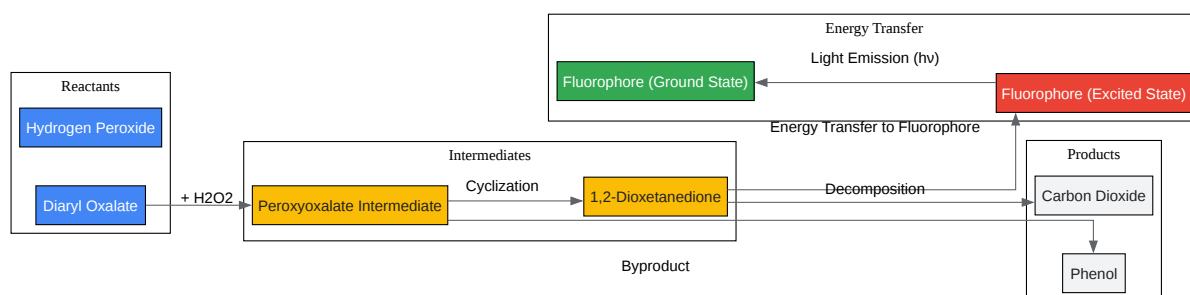 Energy Transfer
Light Emission (hν)
Fluorophore (Ground State)
Fluorophore (Excited State)
Energy Transfer to Fluorophore
Reactants
Hydrogen Peroxide
Diaryl Oxalate
+ H2O2
Intermediates
Peroxyoxalate Intermediate
Cyclization
1,2-Dioxetanedione
Decomposition
Products
Carbon Dioxide
Phenol
Byproduct